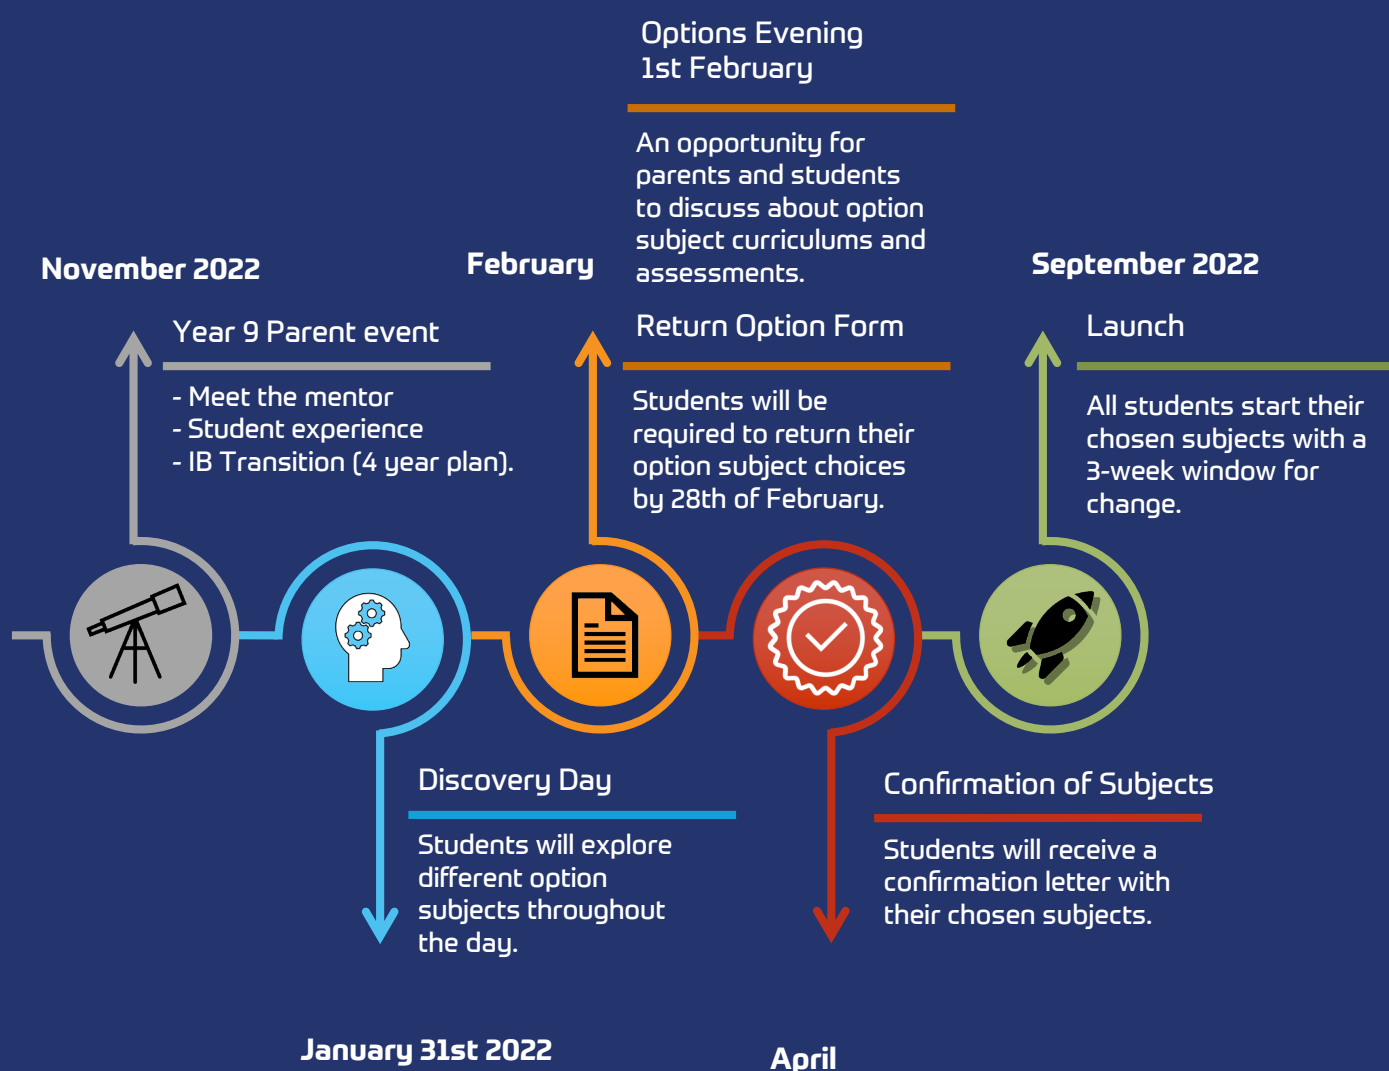 Options Evening
1st February
An opportunity for
parents and students
to discuss about option
subject curriculums and
assessments.
November 2022
February
September 2022
Year 9 Parent event
- Meet the mentor
- Student experience
- IB Transition (4 year plan).
Return Option Form
Students will be
required to return their
option subject choices
by 28th of February.
Launch
All students start their
chosen subjects with a
3-week window for
change.
Discovery Day
Students will explore
different option
subjects throughout
the day.
Confirmation of Subjects
Students will receive a
confirmation letter with
their chosen subjects.
January 31st 2022
April